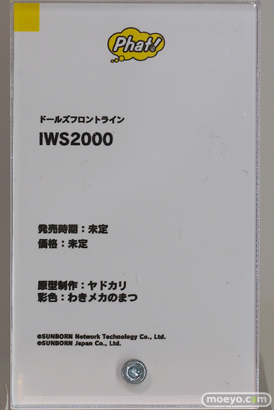 Phat!
ドールズフロントライン
IWS2000
発売時期：未定
価格：未定
原型制作：ヤドカリ
彩色：わきメカのまつ
©SUNBORN Network Technology Co., Ltd.
©SUNBORN Japan Co., Ltd.
moeyo.com